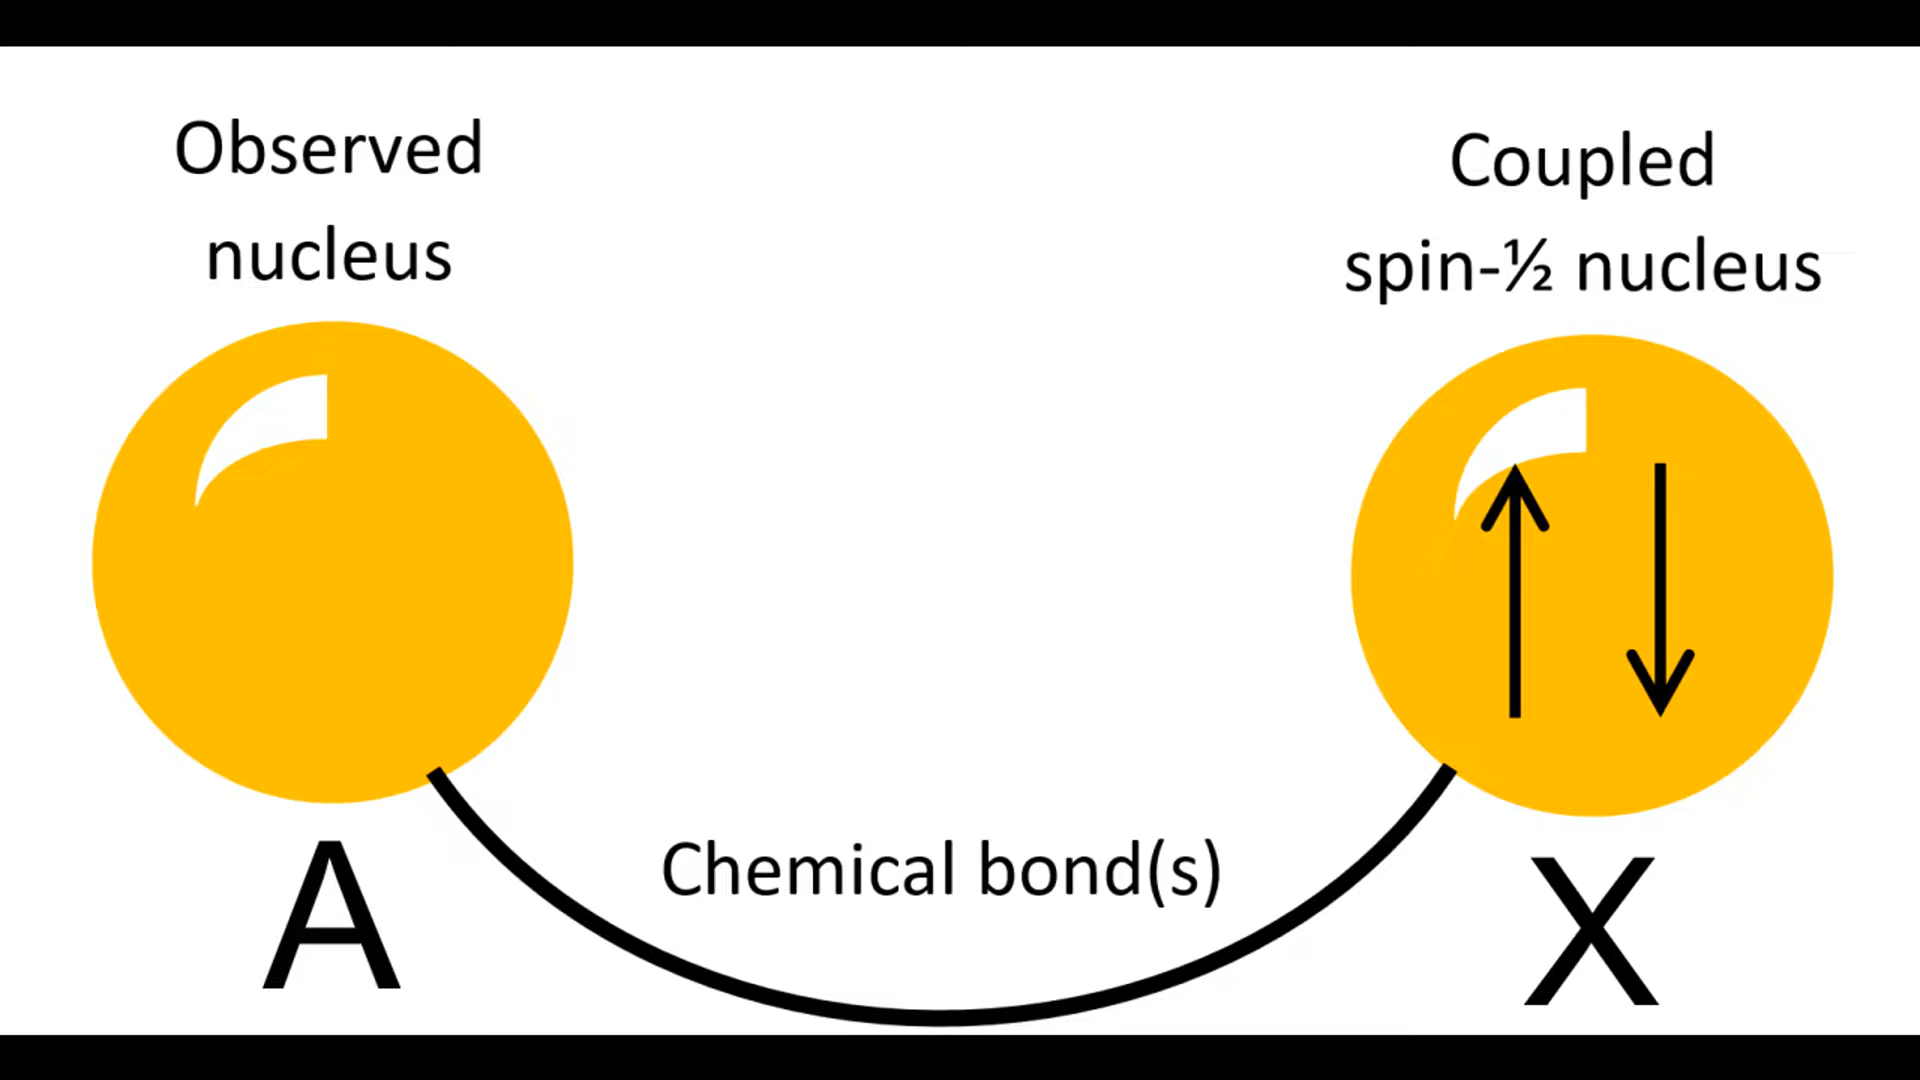 Observed
nucleus
Coupled
spin-½ nucleus
Chemical bond(s)
A
X